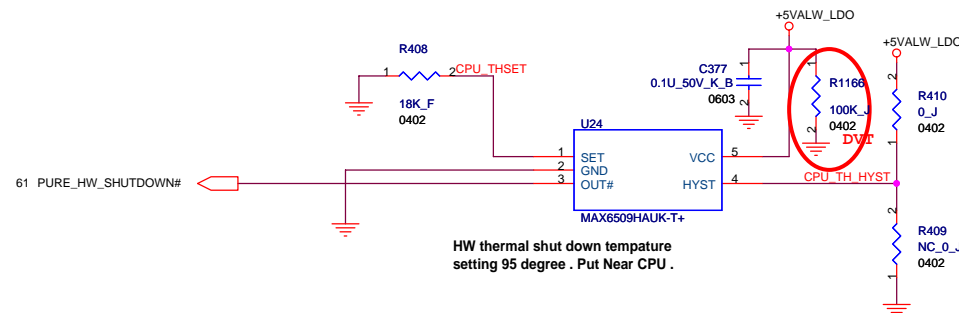 +5VALW_LDO
+5VALW_LDO
R408
1
2
CPU_THSET
18K_F
0402
C377
0.1U_50V_K_B
0603
1
2
1
R1166
100K_J
0402
2
DVT
2
R410
0_J
0402
1
U24
1
SET
VCC
5
2
GND
3
OUT#
HYST
4
CPU_TH_HYST
MAX6509HAUK-T+
61 PURE_HW_SHUTDOWN#
2
R409
NC_0_J
0402
1
HW thermal shut down tempature
setting 95 degree . Put Near CPU .